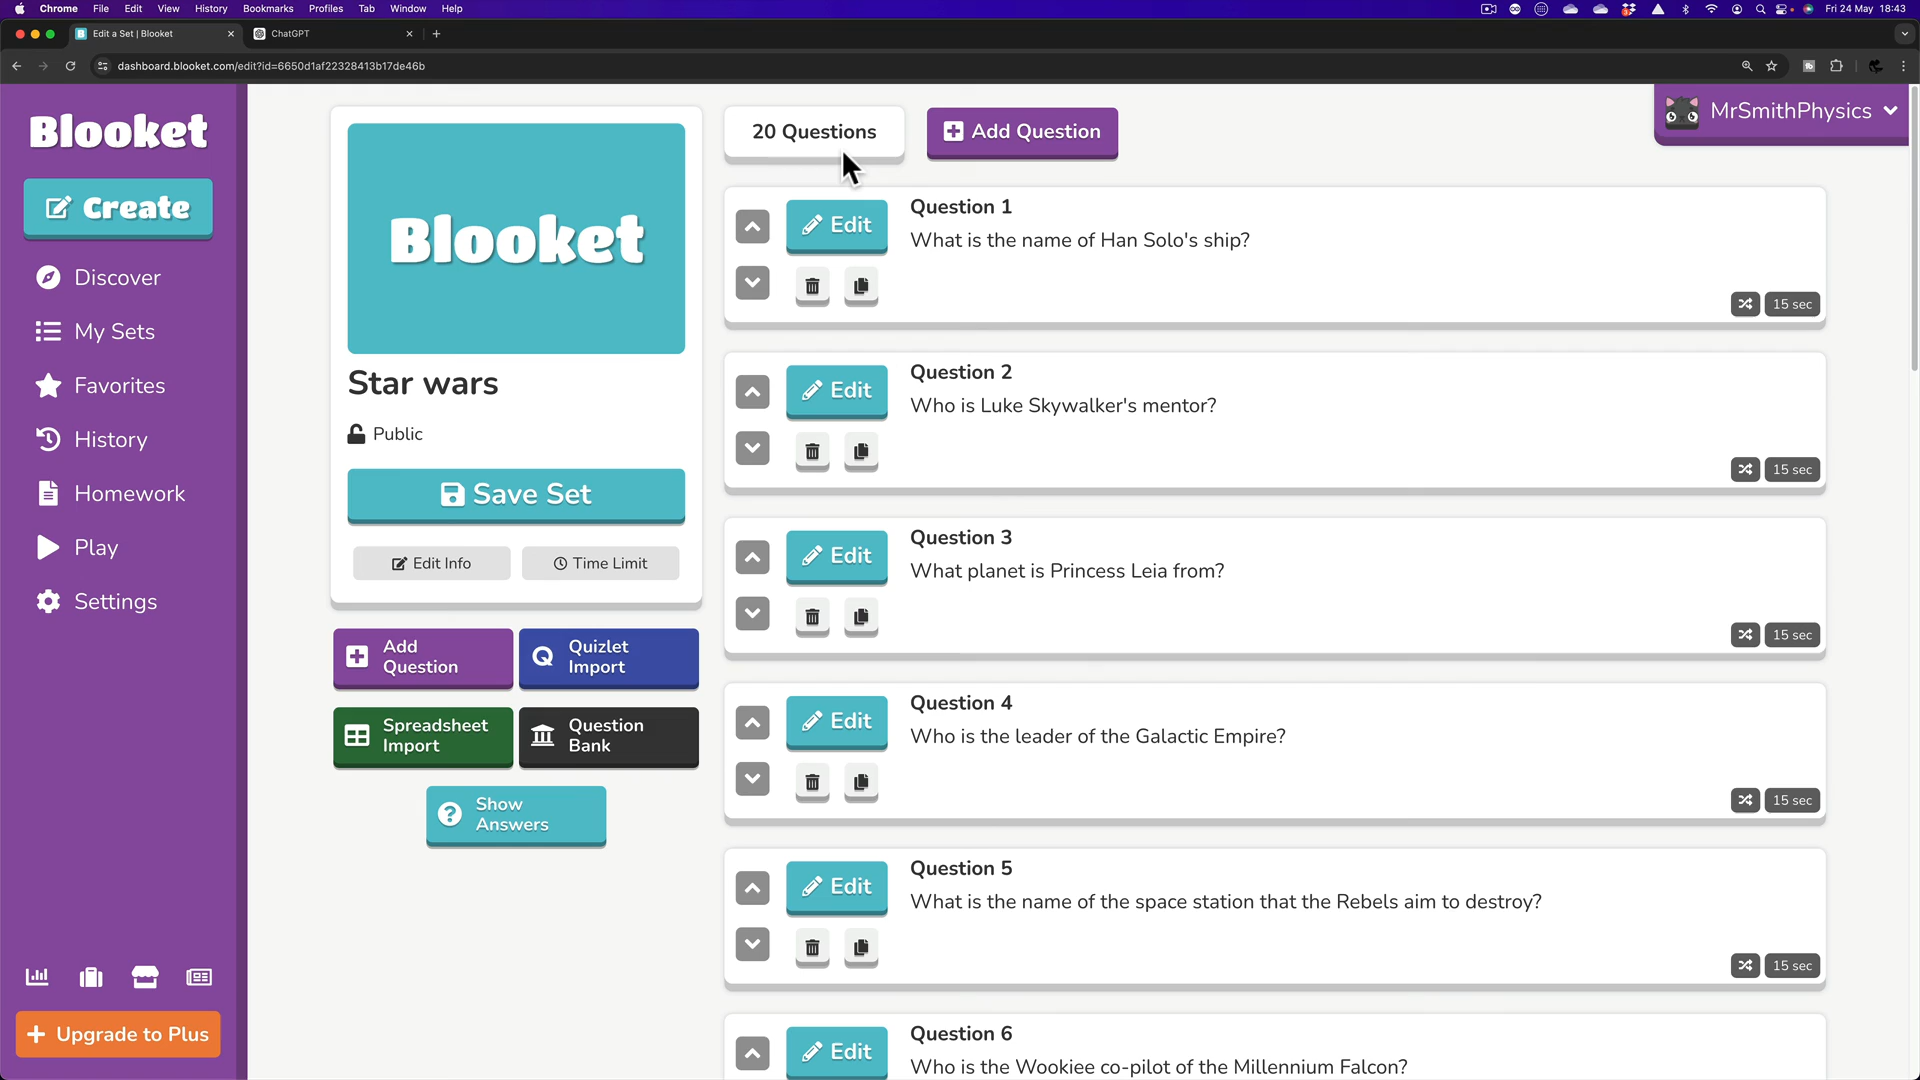 Chrome File Edit View History Bookmarks Profiles Tab Window Help
Fri 24 May 18:43
Edit a Set | Blooket
ChatGPT
dashboard.blooket.com/edit?id=6650d1af22328413b17de46b
Blooket
Create
Discover
My Sets
Favorites
History
Homework
Play
Settings
Upgrade to Plus
Blooket
Star wars
Public
Save Set
Edit Info
Time Limit
Add
Question
Quizlet
Import
Spreadsheet
Import
Question
Bank
Show
Answers
20 Questions
Add Question
MrSmithPhysics
Question 1
Edit
What is the name of Han Solo's ship?
15 sec
Question 2
Edit
Who is Luke Skywalker's mentor?
15 sec
Question 3
Edit
What planet is Princess Leia from?
15 sec
Question 4
Edit
Who is the leader of the Galactic Empire?
15 sec
Question 5
Edit
What is the name of the space station that the Rebels aim to destroy?
15 sec
Question 6
Edit
Who is the Wookiee co-pilot of the Millennium Falcon?